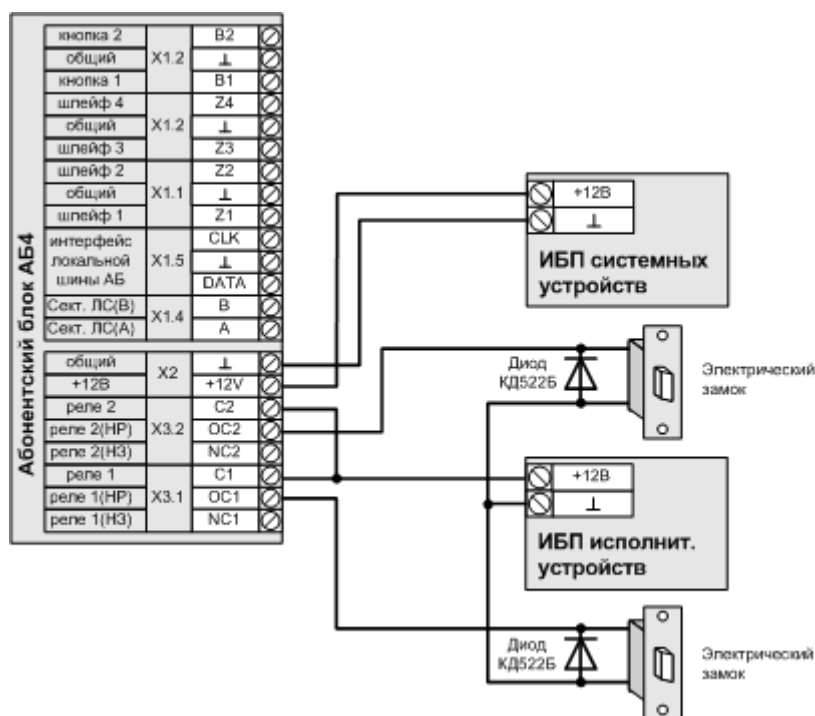 Абонентский блок АБ4
кнопка 2 X1.2 B2
общий ⊥
кнопка 1 B1
шлейф 4 X1.2 Z4
общий ⊥
шлейф 3 Z3
шлейф 2 X1.1 Z2
общий ⊥
шлейф 1 Z1
интерфейс X1.5 CLK
локальной ⊥
шины АБ DATA
Сект. ЛС(В) X1.4 B
Сект. ЛС(А) A
общий X2 ⊥
+12В +12V
реле 2 X3.2 C2
реле 2(НР) OC2
реле 2(НЗ) NC2
реле 1 X3.1 C1
реле 1(НР) OC1
реле 1(НЗ) NC1
+12В
⊥
ИБП системных
устройств
Диод
КД522Б
Электрический
замок
+12В
⊥
ИБП исполнит.
устройств
Диод
КД522Б
Электрический
замок